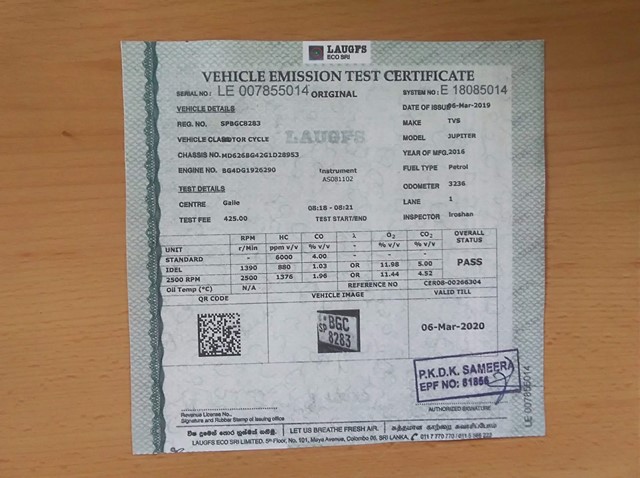 LAUGFS
ECO SRI
VEHICLE EMISSION TEST CERTIFICATE
SERIAL NO : LE 007855014 ORIGINAL SYSTEM NO : E 18085014
VEHICLE DETAILS DATE OF ISSUE 06-Mar-2019
REG. NO. SPBGC8283 MAKE TVS
LAUGFS
VEHICLE CLASS MOTOR CYCLE MODEL JUPITER
CHASSIS NO. MD626BG42G1D28953 YEAR OF MFG. 2016
ENGINE NO. BG4DG1926290 Instrument FUEL TYPE Petrol
AS081102
TEST DETAILS ODOMETER 3236
CENTRE Galle 08:18 - 08:21 LANE 1
TEST FEE 425.00 TEST START/END INSPECTOR Iroshan
RPM HC CO λ O2 CO2 OVERALL STATUS
UNIT r/Min ppm v/v % v/v - % v/v % v/v
STANDARD - 6000 4.00 - - - PASS
IDEL 1390 880 1.03 OR 11.98 5.00
2500 RPM 2500 1376 1.96 OR 11.44 4.52
Oil Temp (°C) N/A REFERENCE NO CER08-00266304
QR CODE VEHICLE IMAGE VALID TILL
SP BGC
8283
06-Mar-2020
P.K.D.K. SAMEERA
EPF NO: 81856
LE 007855014
Revenue License No.
Signature and Rubber Stamp of issuing office
AUTHORIZED SIGNATURE
LET US BREATHE FRESH AIR.
LAUGFS ECO SRI LIMITED. 5th Floor, No. 101, Maya Avenue, Colombo 06, SRI LANKA.